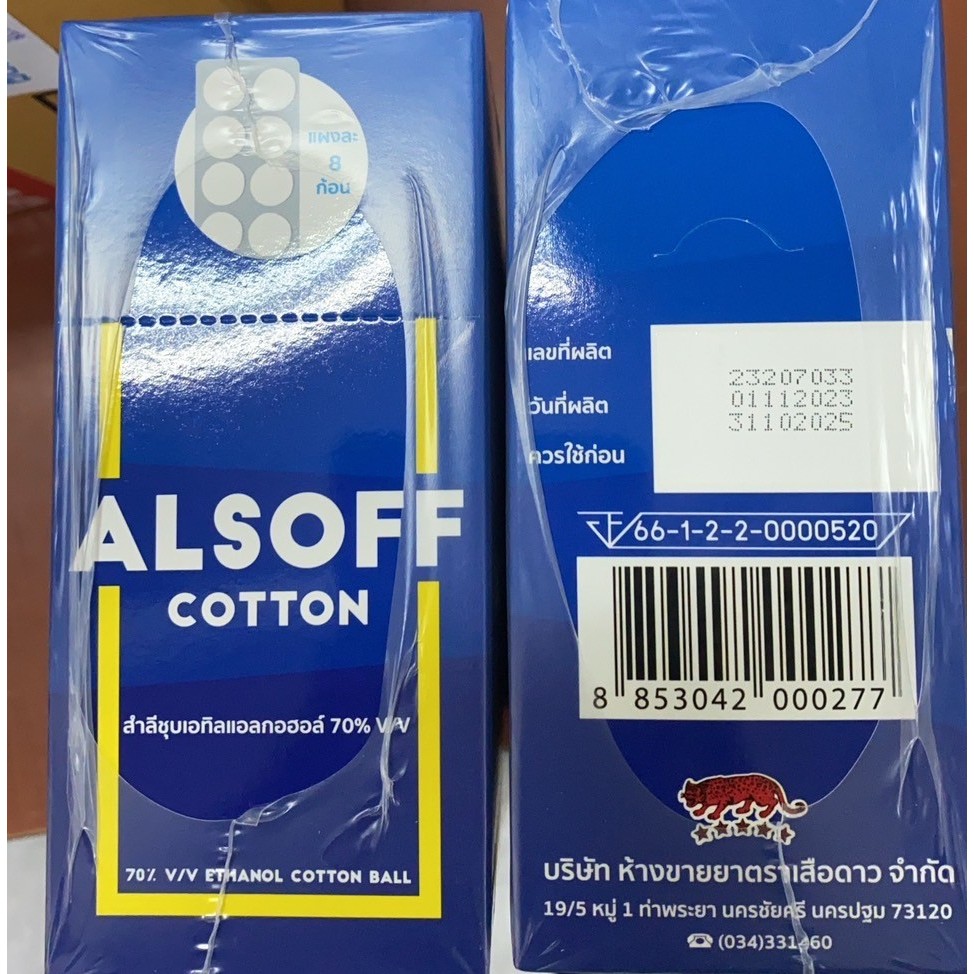 แผงละ
8
ก้อน
ALSOFF
COTTON
สำลีชุบเอทิลแอลกอฮอล์ 70% V/V
70% V/V ETHANOL COTTON BALL
เลขที่ผลิต
23207033
วันที่ผลิต
01112023
ควรใช้ก่อน
31102025
66-1-2-2-0000520
8 853042 000277
บริษัท ห้างขายยาตราเสือดาว จำกัด
19/5 หมู่ 1 ท่าพระยา นครชัยศรี นครปฐม 73120
☎ (034)331460